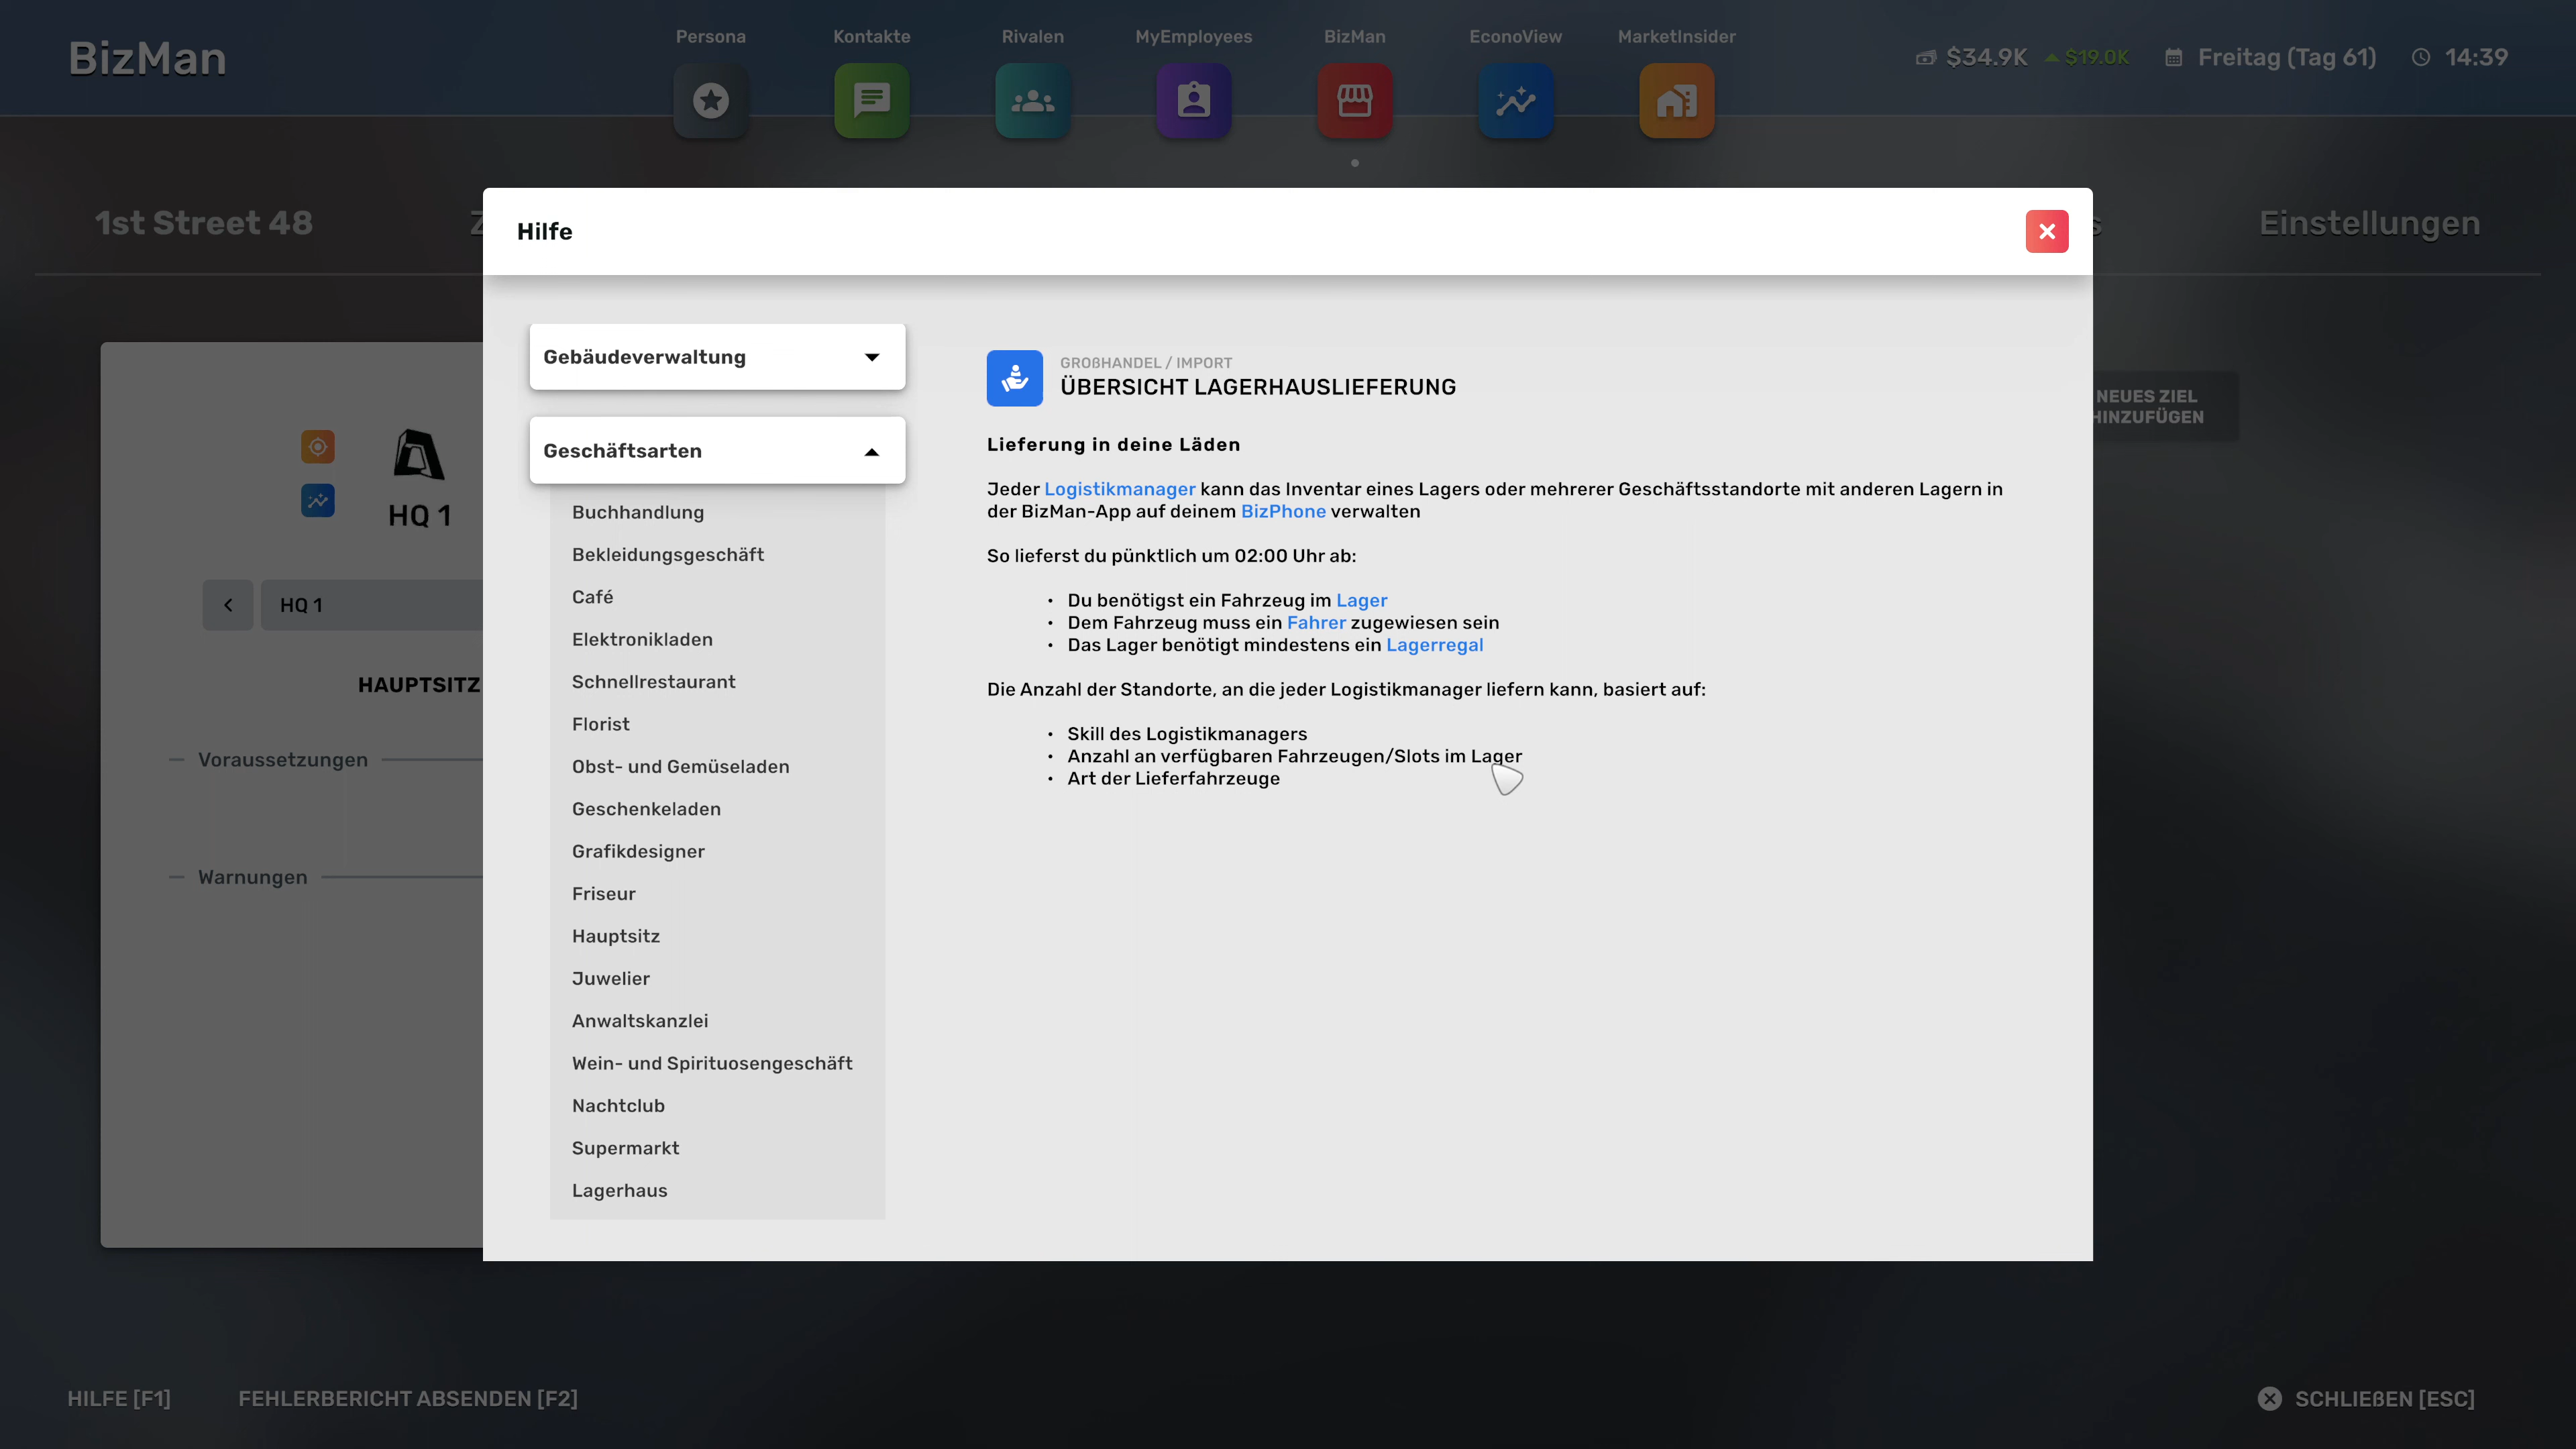 BizMan
Persona
Kontakte
Rivalen
MyEmployees
BizMan
EconoView
MarketInsider
$34.9K
$19.0K
Freitag (Tag 61)
14:39
1st Street 48
Einstellungen
Hilfe
Gebäudeverwaltung
Geschäftsarten
Buchhandlung
Bekleidungsgeschäft
Café
Elektronikladen
Schnellrestaurant
Florist
Obst- und Gemüseladen
Geschenkeladen
Grafikdesigner
Friseur
Hauptsitz
Juwelier
Anwaltskanzlei
Wein- und Spirituosengeschäft
Nachtclub
Supermarkt
Lagerhaus
GROßHANDEL / IMPORT
ÜBERSICHT LAGERHAUSLIEFERUNG
Lieferung in deine Läden
Jeder Logistikmanager kann das Inventar eines Lagers oder mehrerer Geschäftsstandorte mit anderen Lagern in
der BizMan-App auf deinem BizPhone verwalten
So lieferst du pünktlich um 02:00 Uhr ab:
• Du benötigst ein Fahrzeug im Lager
• Dem Fahrzeug muss ein Fahrer zugewiesen sein
• Das Lager benötigt mindestens ein Lagerregal
Die Anzahl der Standorte, an die jeder Logistikmanager liefern kann, basiert auf:
• Skill des Logistikmanagers
• Anzahl an verfügbaren Fahrzeugen/Slots im Lager
• Art der Lieferfahrzeuge
NEUES ZIEL
HINZUFÜGEN
HQ 1
HQ 1
HAUPTSITZ
Voraussetzungen
Warnungen
HILFE [F1]
FEHLERBERICHT ABSENDEN [F2]
SCHLIEßEN [ESC]